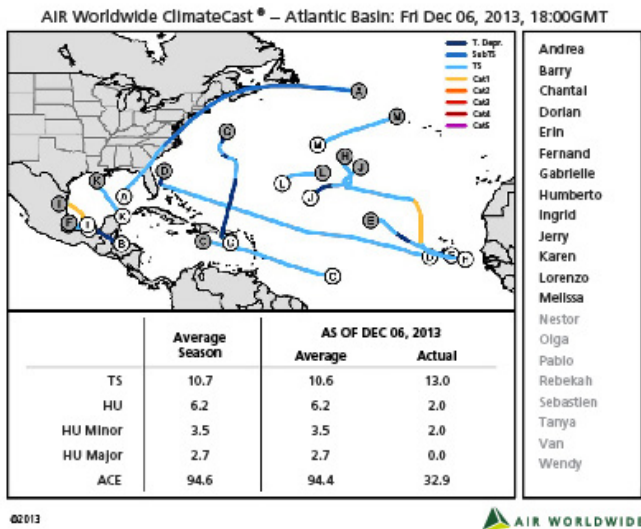 AIR Worldwide ClimateCast ® – Atlantic Basin: Fri Dec 06, 2013, 18:00GMT
T. Depr.
SubTS
TS
Cat1
Cat2
Cat3
Cat4
Cat5
A
M
G
M
H
J
L
L
J
D
K
A
K
I
F
I
B
E
C
G
C
D
E
H
Andrea
Barry
Chantal
Dorian
Erin
Fernand
Gabrielle
Humberto
Ingrid
Jerry
Karen
Lorenzo
Melissa
Nestor
Olga
Pablo
Rebekah
Sebastien
Tanya
Van
Wendy
Average Season
AS OF DEC 06, 2013
Average Actual
TS 10.7 10.6 13.0
HU 6.2 6.2 2.0
HU Minor 3.5 3.5 2.0
HU Major 2.7 2.7 0.0
ACE 94.6 94.4 32.9
©2013
AIR WORLDWIDE